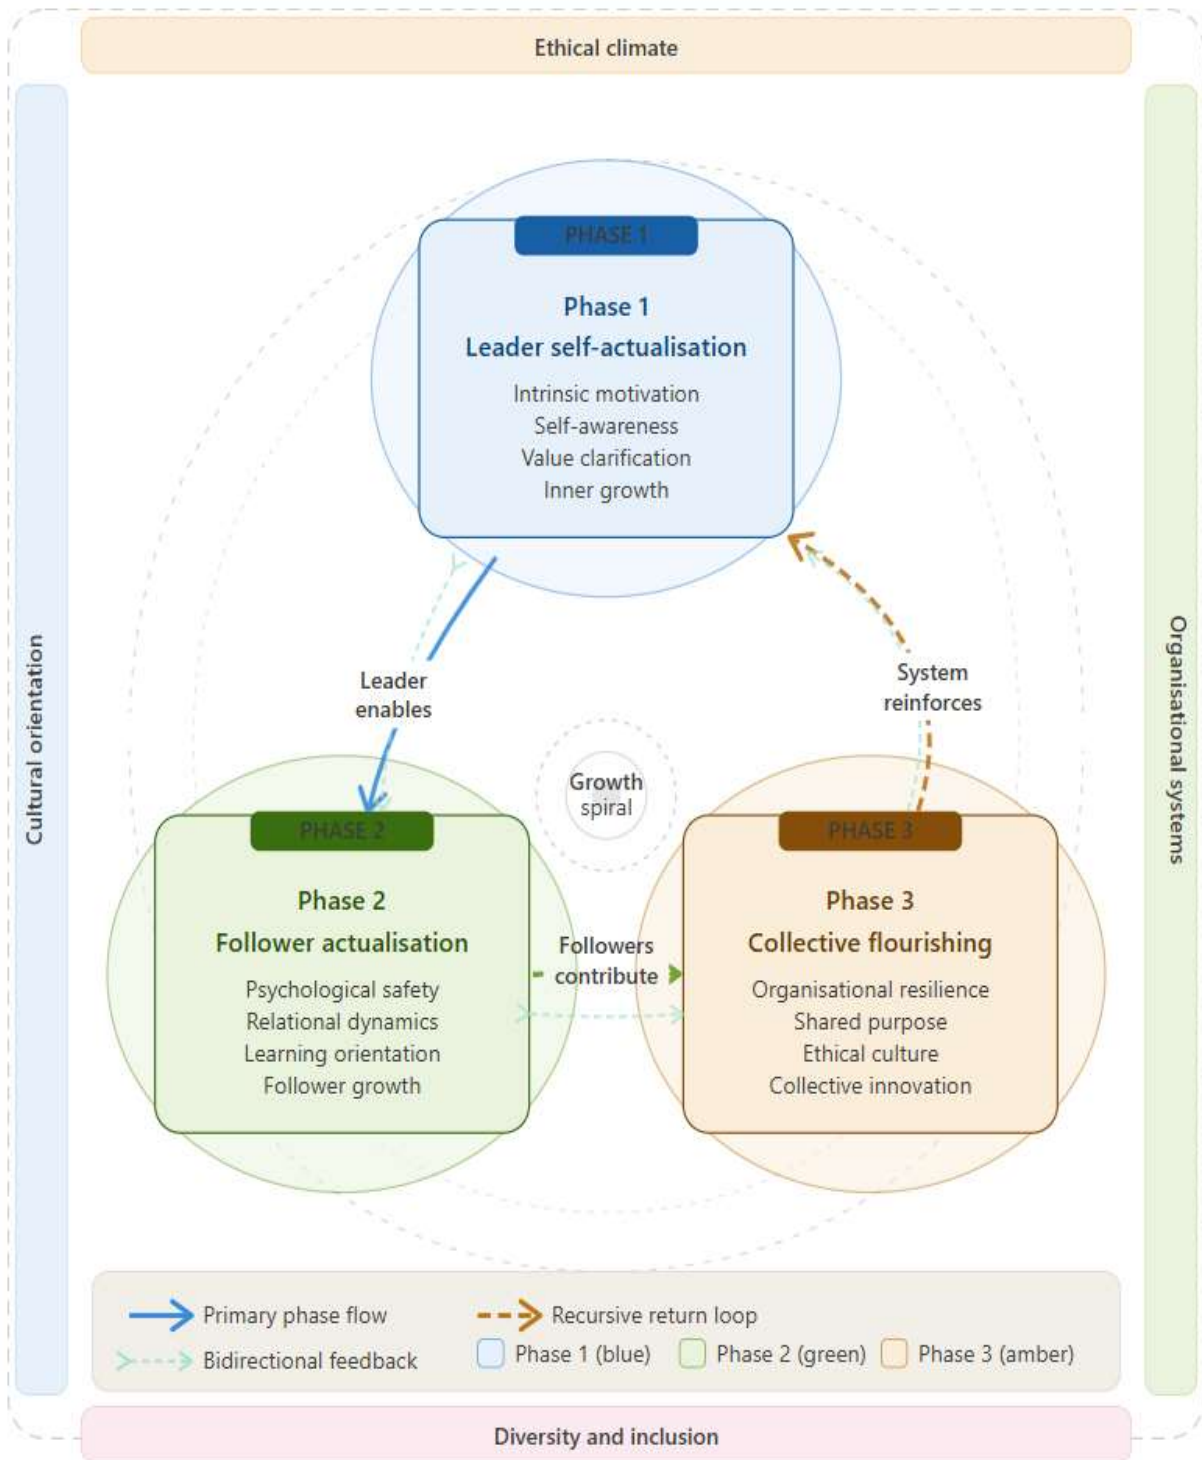 Ethical climate
Cultural orientation
Organisational systems
PHASE 1
Phase 1
Leader self-actualisation
Intrinsic motivation
Self-awareness
Value clarification
Inner growth
Leader
enables
System
reinforces
Growth
spiral
PHASE 2
Phase 2
Follower actualisation
Psychological safety
Relational dynamics
Learning orientation
Follower growth
Followers
contribute
PHASE 3
Phase 3
Collective flourishing
Organisational resilience
Shared purpose
Ethical culture
Collective innovation
Primary phase flow
Recursive return loop
Bidirectional feedback
Phase 1 (blue)
Phase 2 (green)
Phase 3 (amber)
Diversity and inclusion